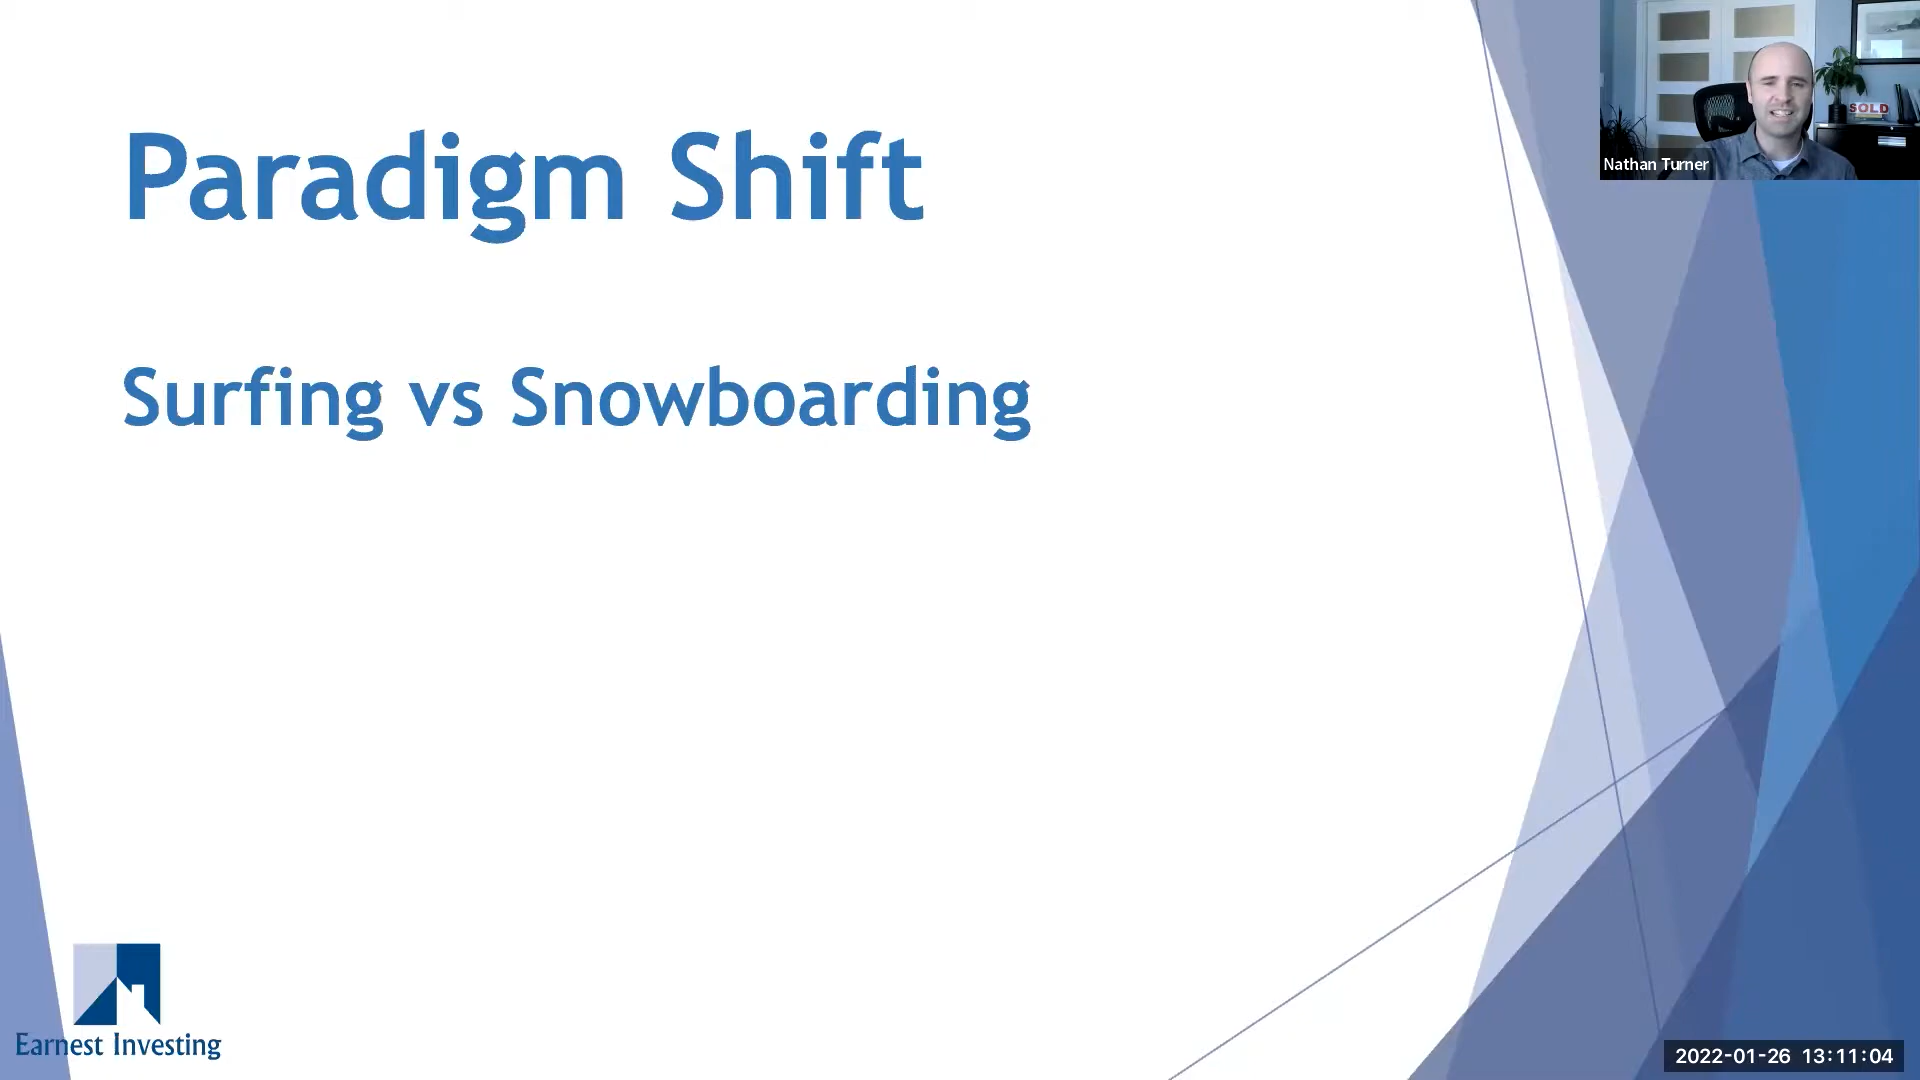 Paradigm Shift
SOLD
Nathan Turner
Surfing vs Snowboarding
Earnest Investing
2022-01-26 13:11:04